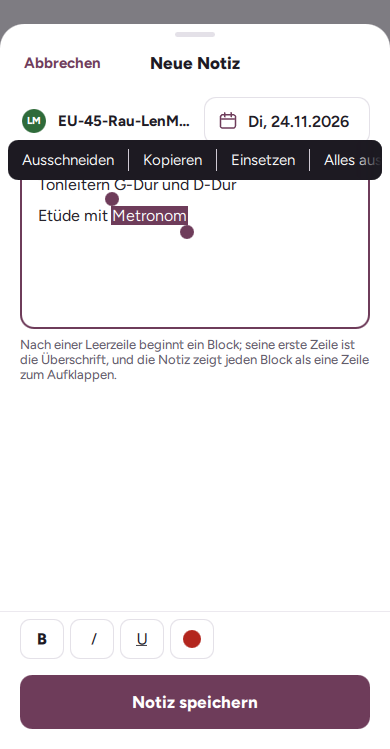 Abbrechen
Neue Notiz
LM
EU-45-Rau-LenM...
Di, 24.11.2026
Ausschneiden
Kopieren
Einsetzen
Alles aus
Tonleitern G-Dur und D-Dur
Etüde mit Metronom
Nach einer Leerzeile beginnt ein Block; seine erste Zeile ist
die Überschrift, und die Notiz zeigt jeden Block als eine Zeile
zum Aufklappen.
B
I
U
Notiz speichern